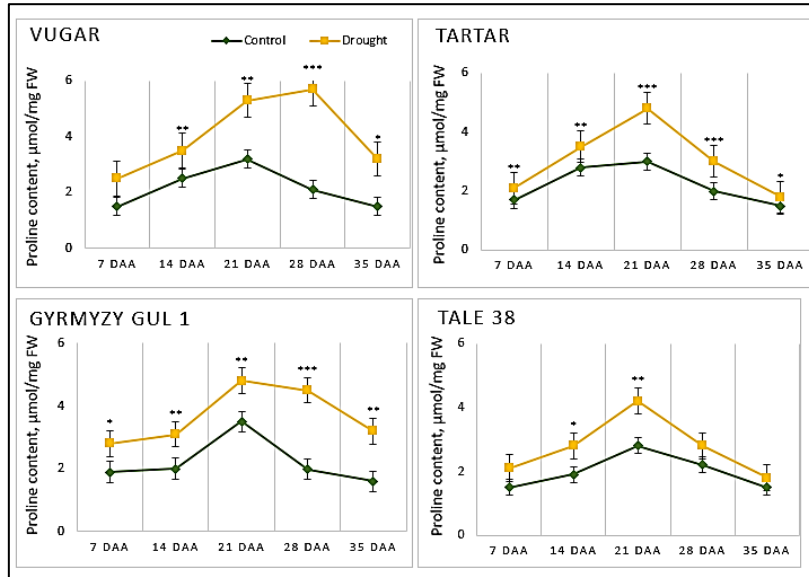 VUGAR
Control Drought
Proline content, µmol/mg FW
6
4
2
0
** ** *** *
7 DAA 14 DAA 21 DAA 28 DAA 35 DAA
TARTAR
Proline content, µmol/mg FW
6
4
2
0
** ** *** *** *
7 DAA 14 DAA 21 DAA 28 DAA 35 DAA
GYRMYZY GUL 1
Proline content, µmol/mg FW
6
4
2
0
* ** ** *** **
7 DAA 14 DAA 21 DAA 28 DAA 35 DAA
TALE 38
Proline content, µmol/mg FW
6
4
2
0
* **
7 DAA 14 DAA 21 DAA 28 DAA 35 DAA